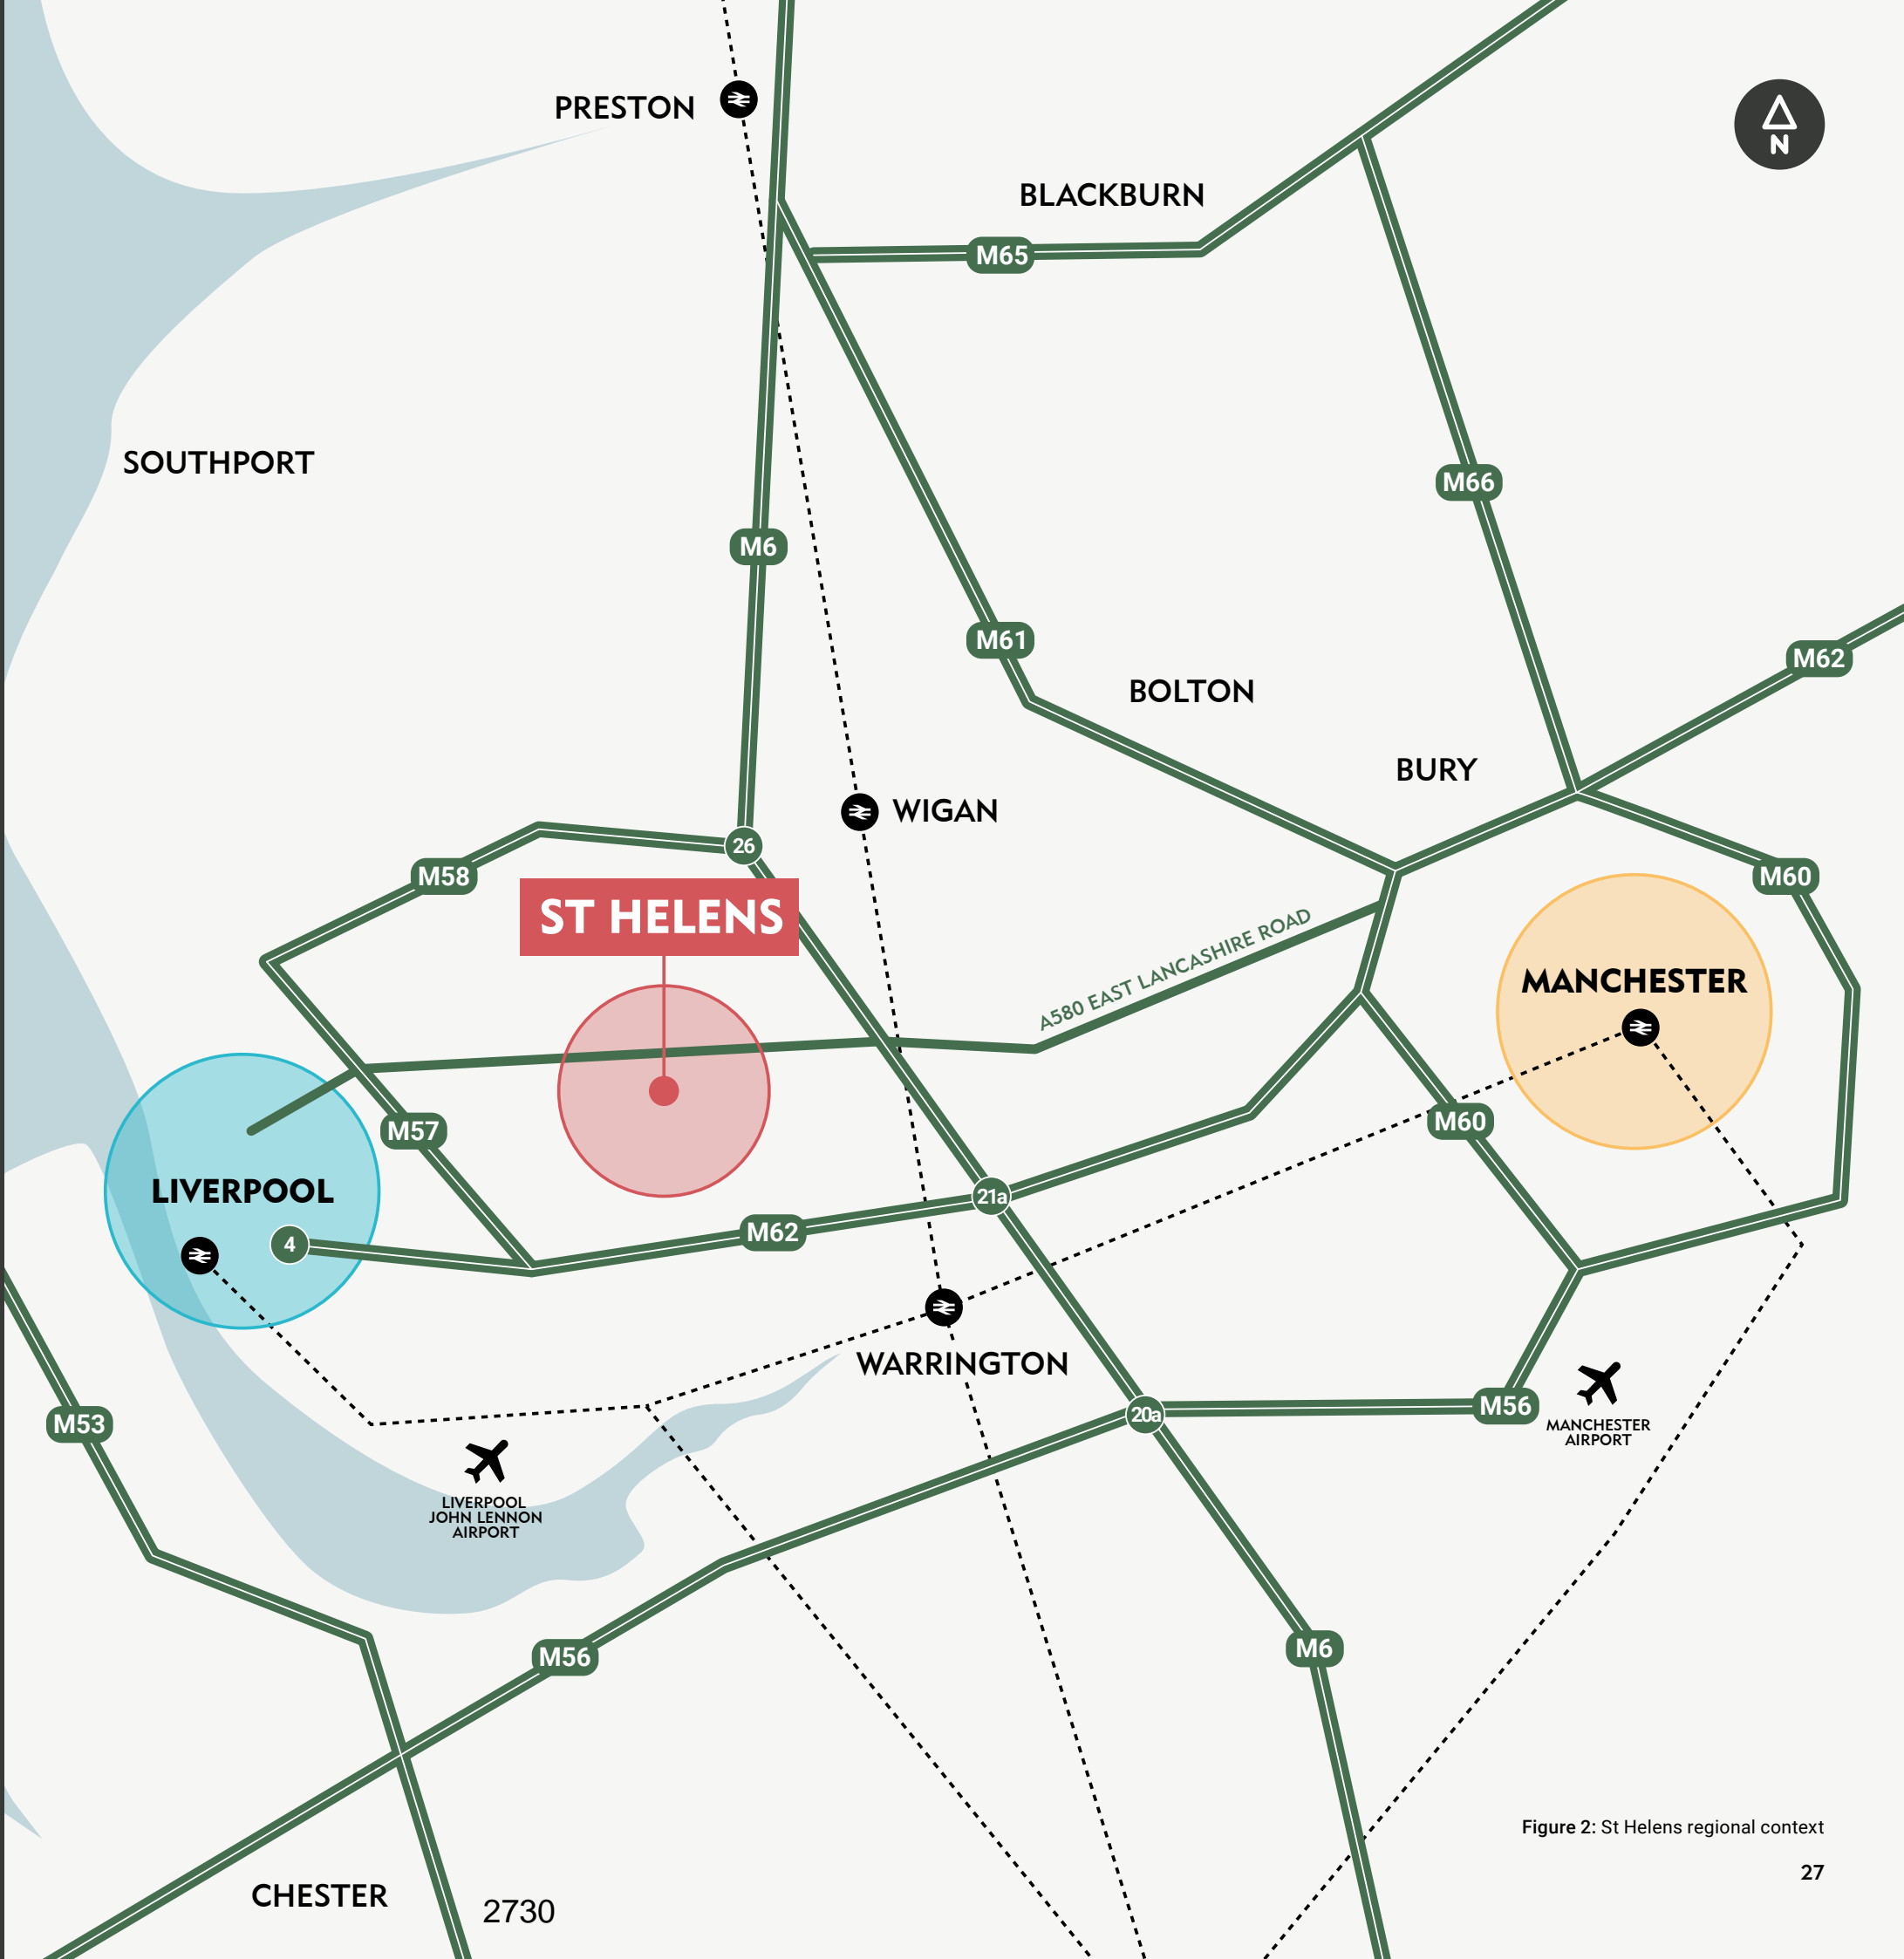 PRESTON
N
BLACKBURN
M65
SOUTHPORT
M66
M6
M61
M62
BOLTON
BURY
WIGAN
26
M58
M60
ST HELENS
A580 EAST LANCASHIRE ROAD
MANCHESTER
M57
M60
LIVERPOOL
21a
M62
4
WARRINGTON
M53
20a
M56
MANCHESTER
AIRPORT
LIVERPOOL
JOHN LENNON
AIRPORT
M56
M6
Figure 2: St Helens regional context
27
CHESTER
2730